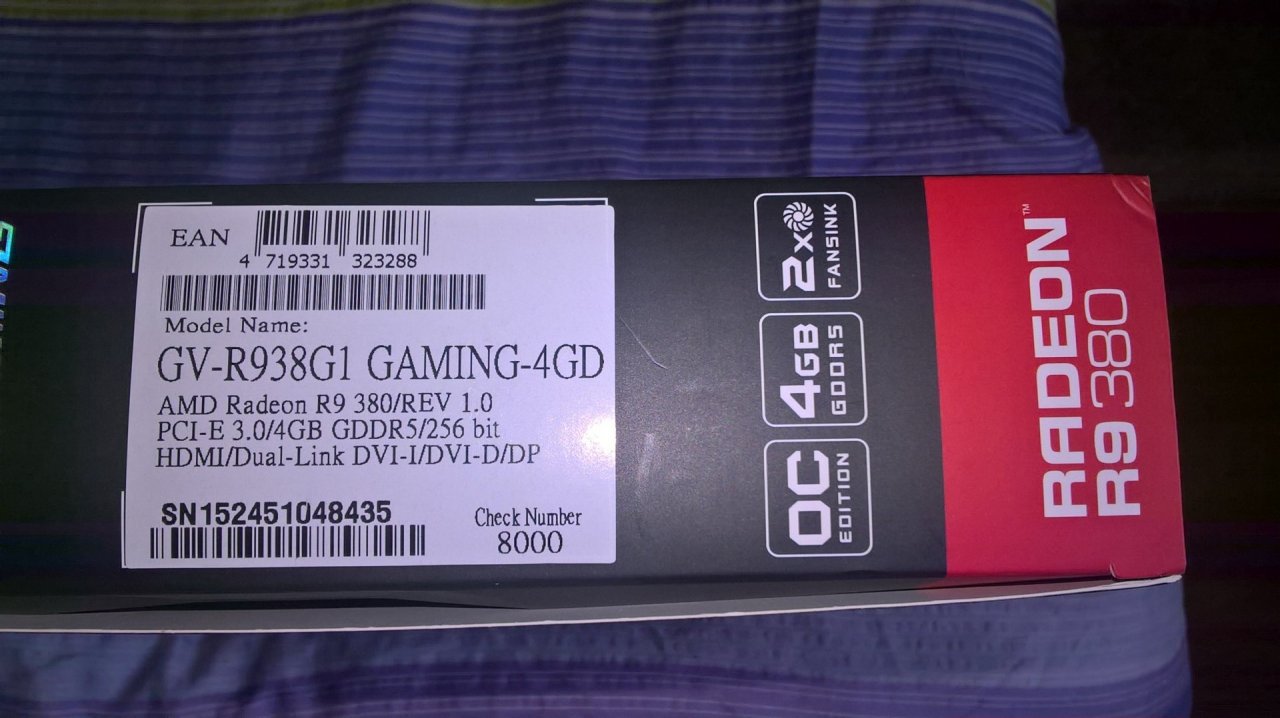 EAN
4 719331 323288
Model Name:
GV-R938G1 GAMING-4GD
AMD Radeon R9 380/REV 1.0
PCI-E 3.0/4GB GDDR5/256 bit
HDMI/Dual-Link DVI-I/DVI-D/DP
SN152451048435
Check Number
8000
2x
FANSINK
4GB
GDDR5
OC
EDITION
RADEON™
R9 380